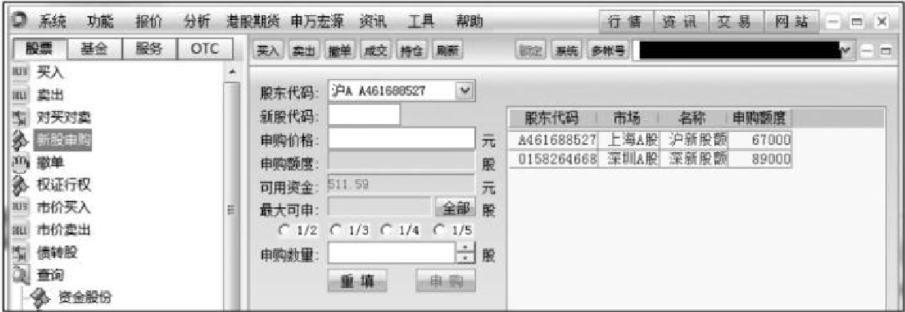 系统 功能 报价 分析 港股期货 申万宏源 资讯 工具 帮助 行情 资讯 交易 网站
股票 基金 服务 OTC 买入 卖出 撤单 成交 持仓 刷新 锁定 系统 多帐号
买入
卖出
对买对卖
新股申购
撤单
权证行权
市价买入
市价卖出
债转股
查询
资金股份
股东代码: 沪A A461688527
新股代码:
申购价格: 元
申购额度: 股
可用资金: 511.59 元
最大可申: 全部 股
1/2 1/3 1/4 1/5
申购数量: 股
重填 申购
股东代码 市场 名称 申购额度
A461688527 上海A股 沪新股额 67000
0158264668 深圳A股 深新股额 89000